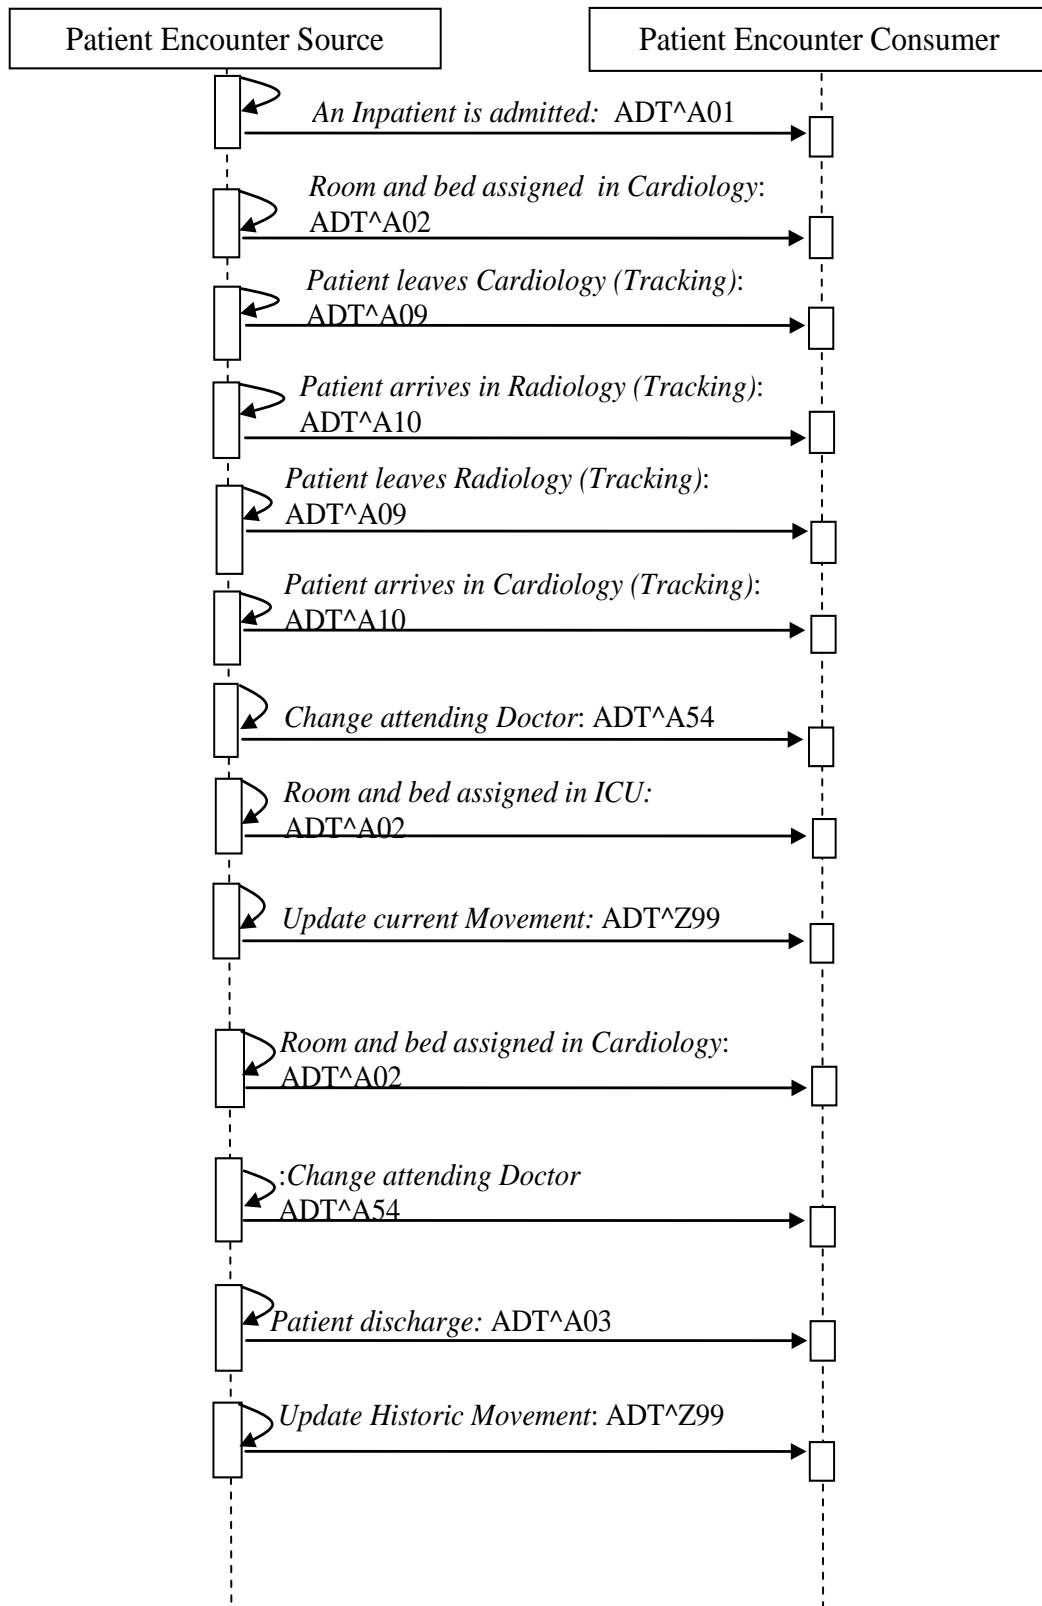 Patient Encounter Source
Patient Encounter Consumer
An Inpatient is admitted:  ADT^A01
Room and bed assigned  in Cardiology:
ADT^A02
Patient leaves Cardiology (Tracking):
ADT^A09
Patient arrives in Radiology (Tracking):
ADT^A10
Patient leaves Radiology (Tracking):
ADT^A09
Patient arrives in Cardiology (Tracking):
ADT^A10
Change attending Doctor: ADT^A54
Room and bed assigned in ICU:
ADT^A02
Update current Movement: ADT^Z99
Room and bed assigned in Cardiology:
ADT^A02
:Change attending Doctor
ADT^A54
Patient discharge: ADT^A03
Update Historic Movement: ADT^Z99